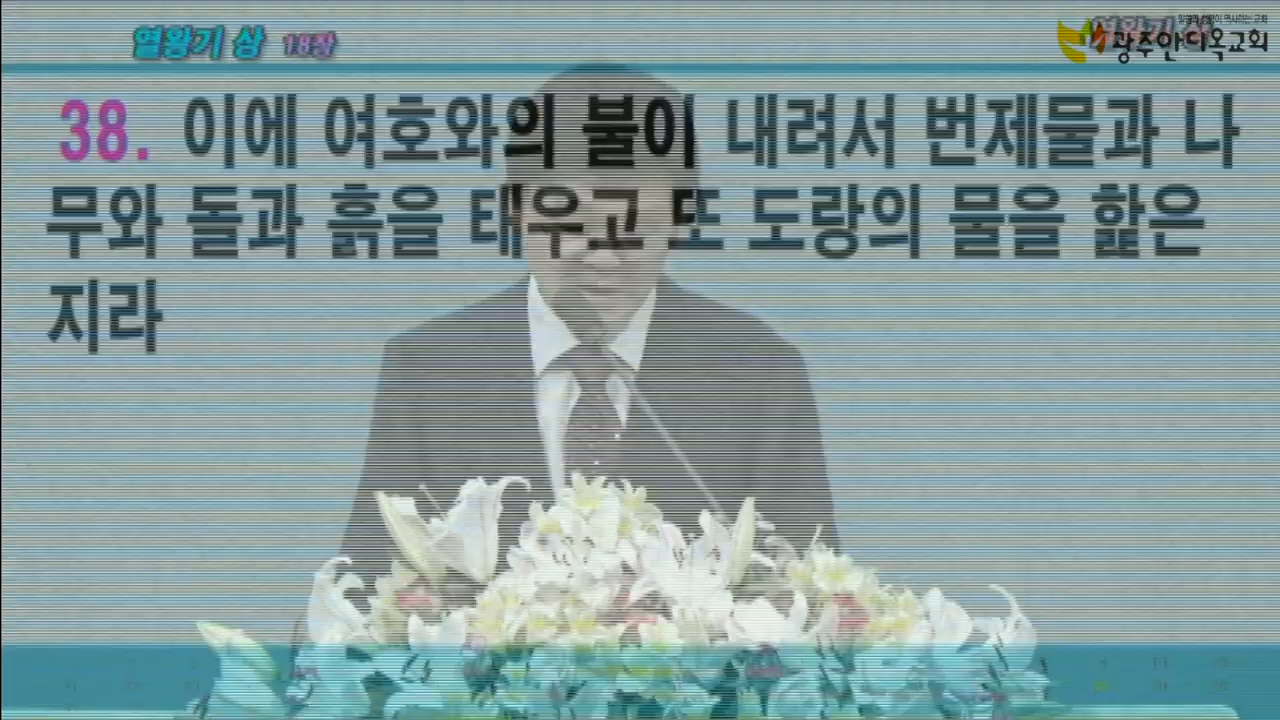 열왕기 상 18장
광주안디옥교회
38. 이에 여호와의 불이 내려서 번제물과 나
무와 돌과 흙을 태우고 또 도랑의 물을 핥은
지라